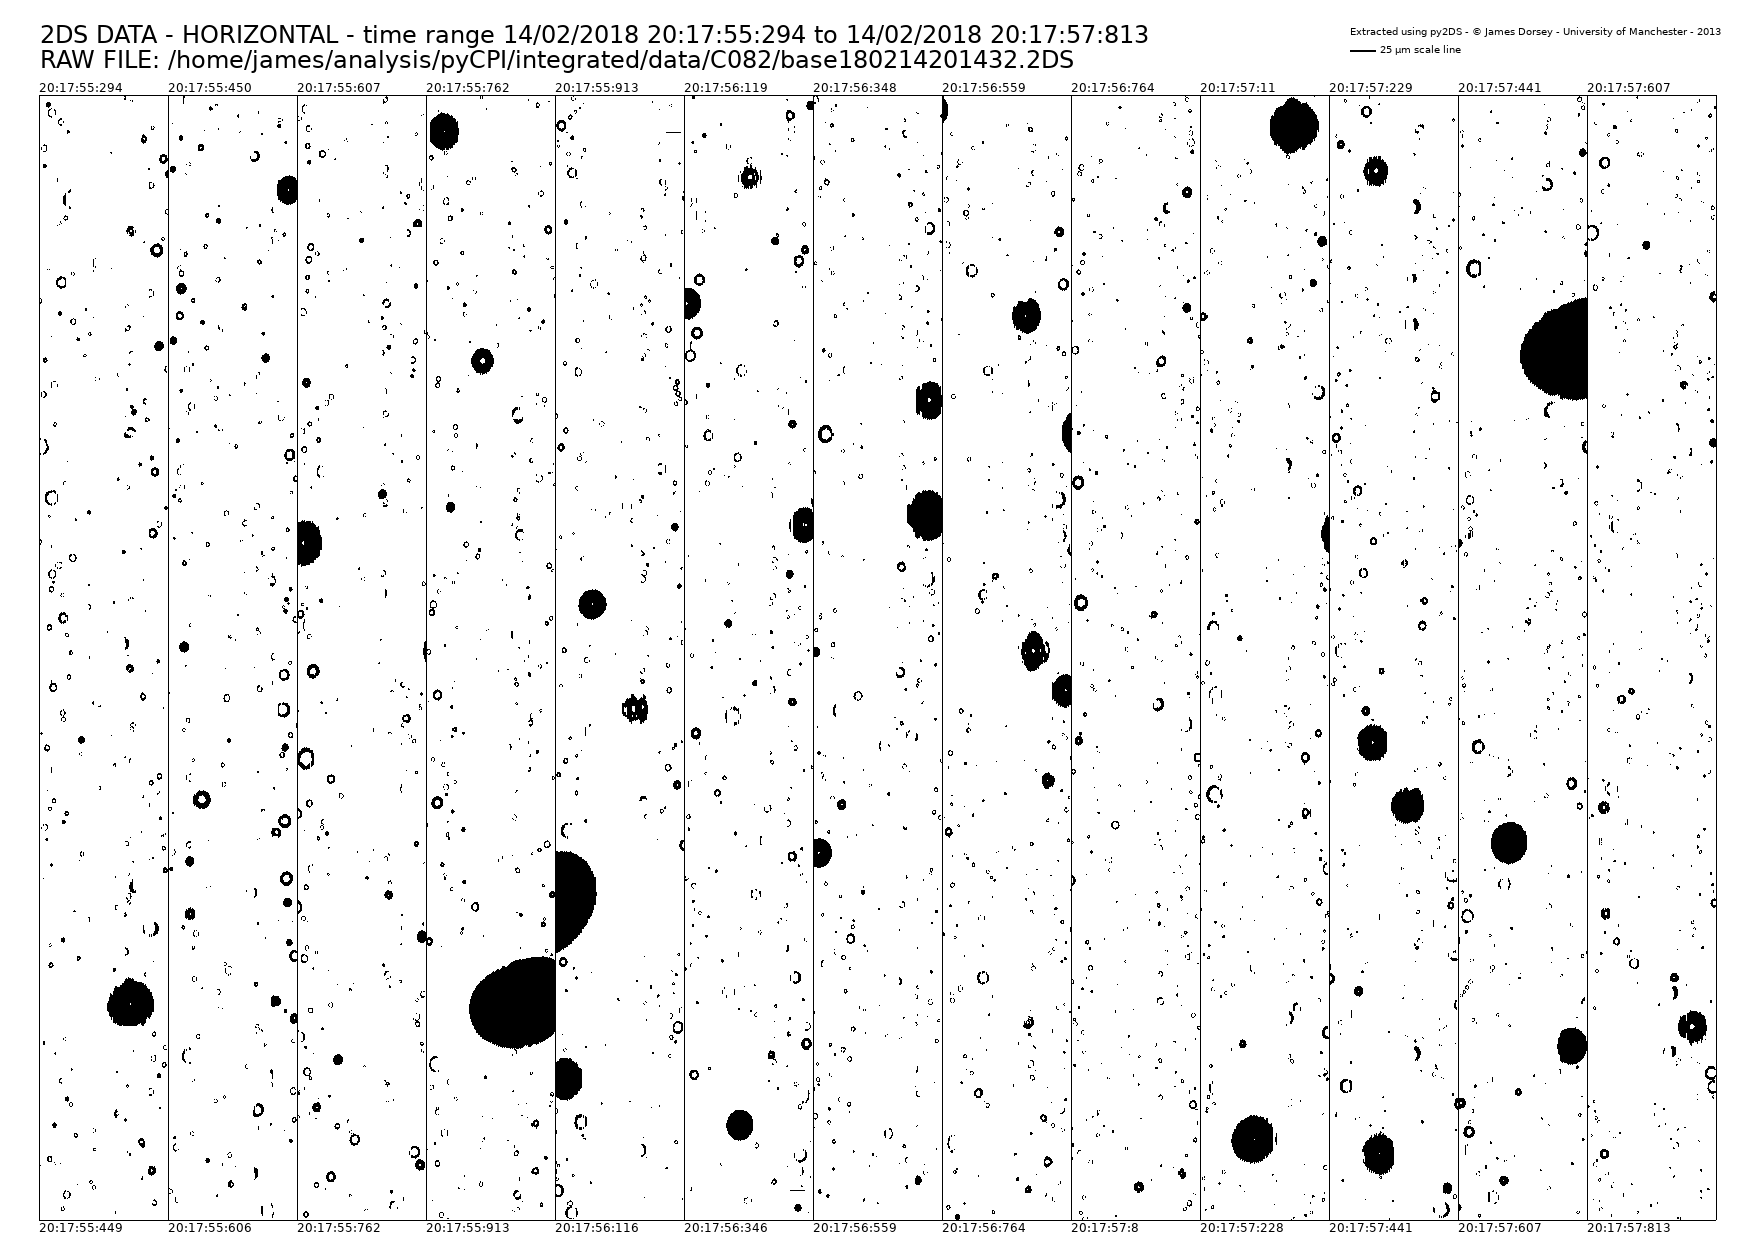 2DS DATA - HORIZONTAL - time range 14/02/2018 20:17:55:294 to 14/02/2018 20:17:57:813
RAW FILE: /home/james/analysis/pyCPI/integrated/data/C082/base180214201432.2DS
Extracted using py2DS - © James Dorsey - University of Manchester - 2013
25 µm scale line
20:17:55:294 20:17:55:450 20:17:55:607 20:17:55:762 20:17:55:913 20:17:56:119 20:17:56:348 20:17:56:559 20:17:56:764 20:17:57:11 20:17:57:229 20:17:57:441 20:17:57:607
20:17:55:449 20:17:55:606 20:17:55:762 20:17:55:913 20:17:56:116 20:17:56:346 20:17:56:559 20:17:56:764 20:17:57:8 20:17:57:228 20:17:57:441 20:17:57:607 20:17:57:813